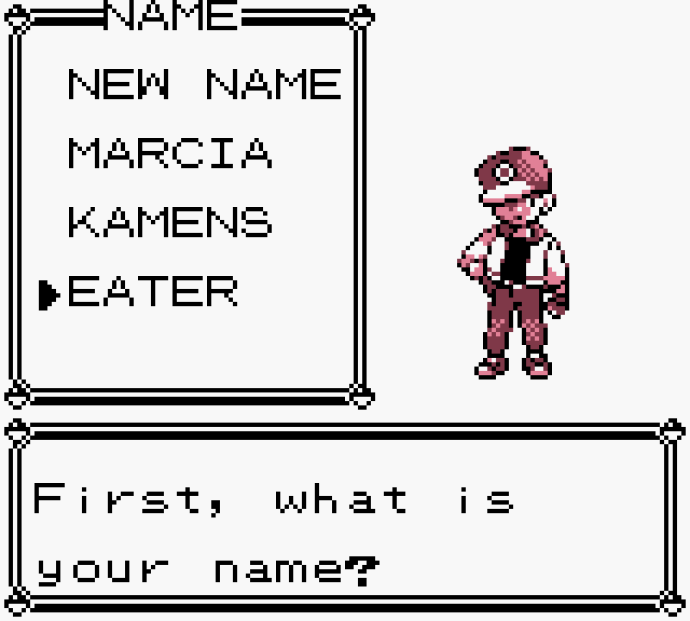 NAME
NEW NAME
MARCIA
KAMENS
EATER
First, what is
your name?